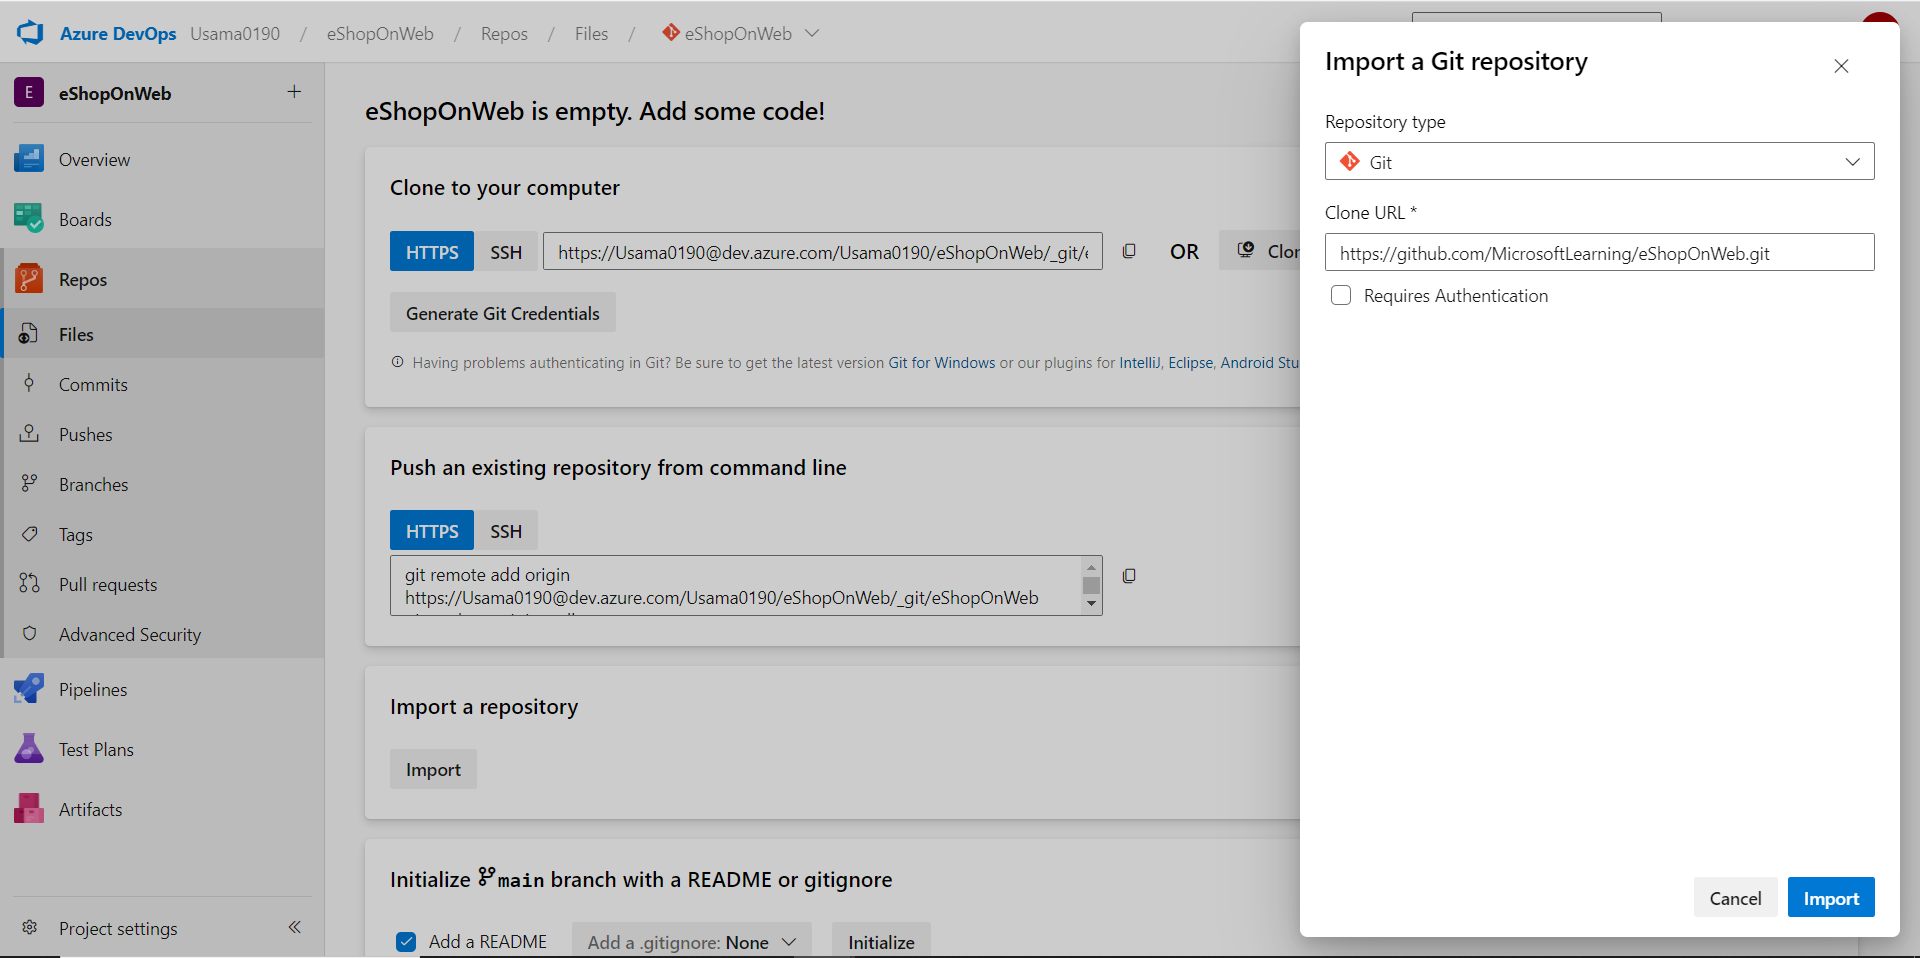 Azure DevOps Usama0190 / eShopOnWeb / Repos / Files / eShopOnWeb
E eShopOnWeb +
Overview
Boards
Repos
Files
Commits
Pushes
Branches
Tags
Pull requests
Advanced Security
Pipelines
Test Plans
Artifacts
Project settings
eShopOnWeb is empty. Add some code!
Clone to your computer
HTTPS SSH https://Usama0190@dev.azure.com/Usama0190/eShopOnWeb/_git/e OR Clon
Generate Git Credentials
Having problems authenticating in Git? Be sure to get the latest version Git for Windows or our plugins for IntelliJ, Eclipse, Android Stu
Push an existing repository from command line
HTTPS SSH
git remote add origin
https://Usama0190@dev.azure.com/Usama0190/eShopOnWeb/_git/eShopOnWeb
Import a repository
Import
Initialize main branch with a README or gitignore
Add a README Add a .gitignore: None Initialize
Import a Git repository
Repository type
Git
Clone URL *
https://github.com/MicrosoftLearning/eShopOnWeb.git
Requires Authentication
Cancel Import